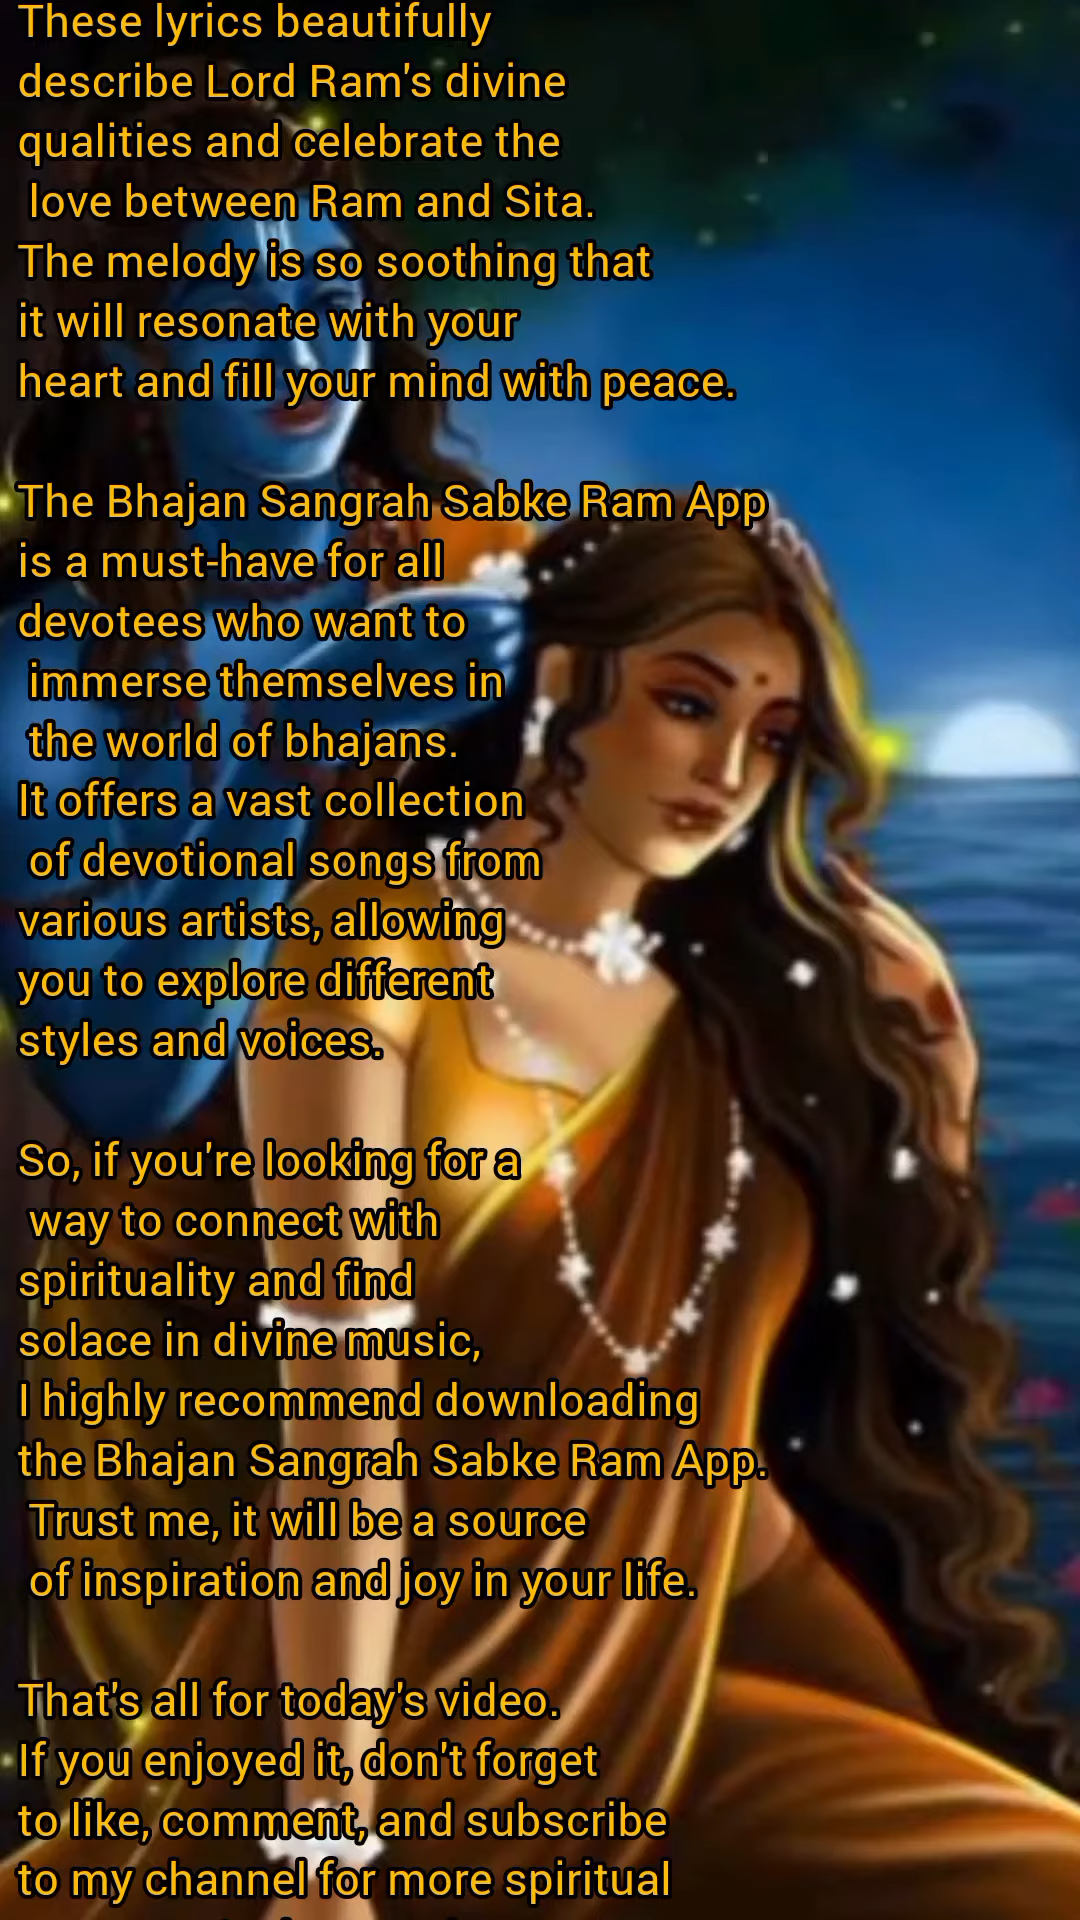 These lyrics beautifully
describe Lord Ram's divine
qualities and celebrate the
love between Ram and Sita.
The melody is so soothing that
it will resonate with your
heart and fill your mind with peace.
The Bhajan Sangrah Sabke Ram App
is a must-have for all
devotees who want to
immerse themselves in
the world of bhajans.
It offers a vast collection
of devotional songs from
various artists, allowing
you to explore different
styles and voices.
So, if you're looking for a
way to connect with
spirituality and find
solace in divine music,
I highly recommend downloading
the Bhajan Sangrah Sabke Ram App.
Trust me, it will be a source
of inspiration and joy in your life.
That's all for today's video.
If you enjoyed it, don't forget
to like, comment, and subscribe
to my channel for more spiritual